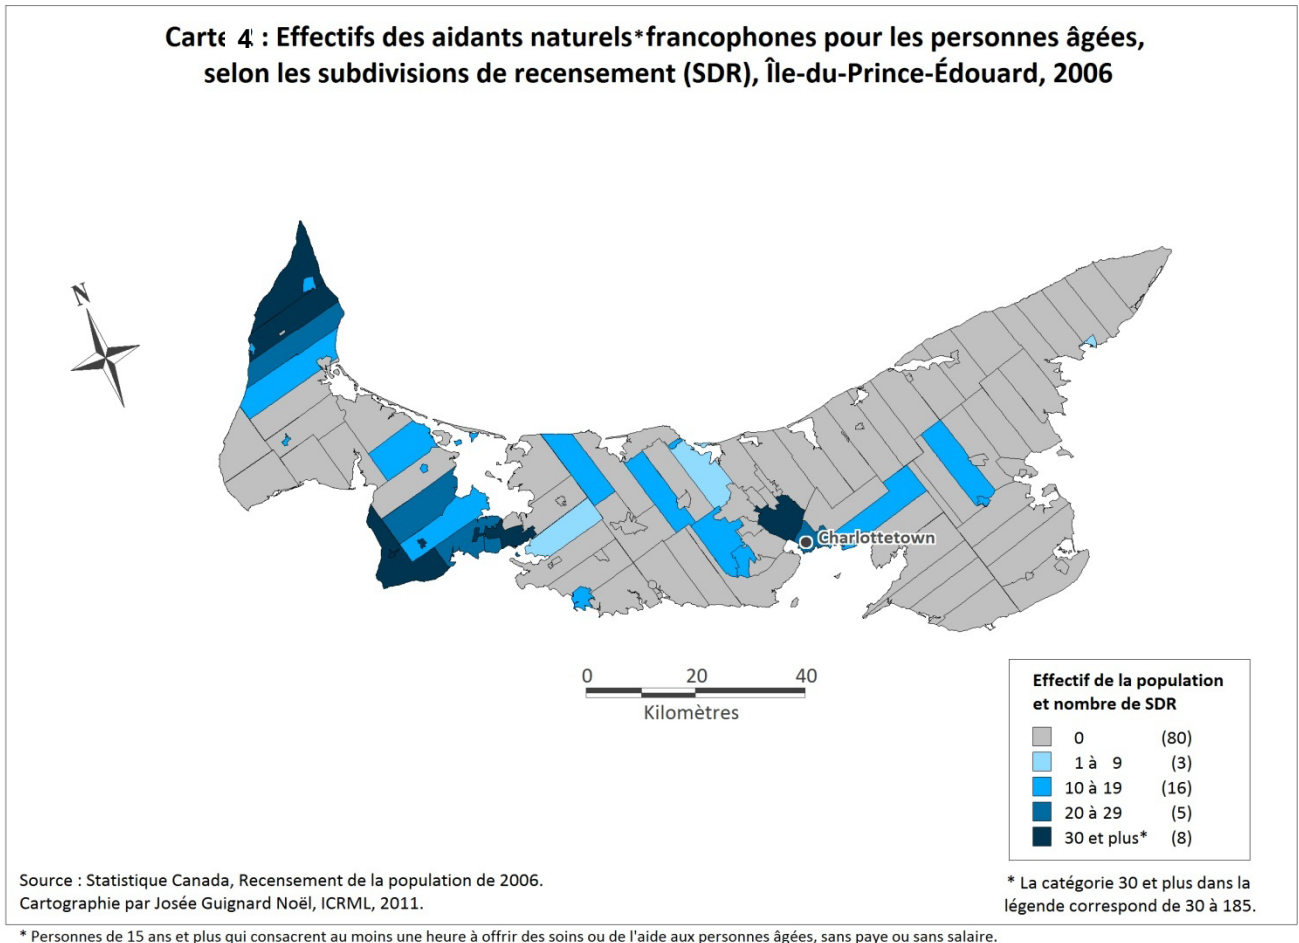 Carte 4 : Effectifs des aidants naturels*francophones pour les personnes âgées,
selon les subdivisions de recensement (SDR), Île-du-Prince-Édouard, 2006
N
Charlottetown
0 20 40
Kilomètres
Effectif de la population
et nombre de SDR
0 (80)
1 à 9 (3)
10 à 19 (16)
20 à 29 (5)
30 et plus* (8)
Source : Statistique Canada, Recensement de la population de 2006.
Cartographie par Josée Guignard Noël, ICRML, 2011.
* La catégorie 30 et plus dans la
légende correspond de 30 à 185.
* Personnes de 15 ans et plus qui consacrent au moins une heure à offrir des soins ou de l'aide aux personnes âgées, sans paye ou sans salaire.